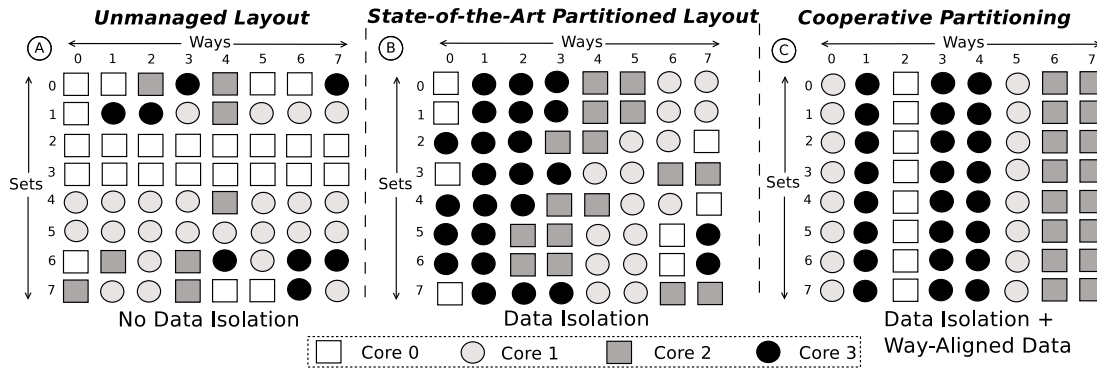 Unmanaged Layout
State-of-the-Art Partitioned Layout
Cooperative Partitioning
A
Ways
0 1 2 3 4 5 6 7
Sets
0
1
2
3
4
5
6
7
No Data Isolation
B
Ways
0 1 2 3 4 5 6 7
Sets
0
1
2
3
4
5
6
7
Data Isolation
C
Ways
0 1 2 3 4 5 6 7
Sets
0
1
2
3
4
5
6
7
Data Isolation +
Way-Aligned Data
Core 0 Core 1 Core 2 Core 3